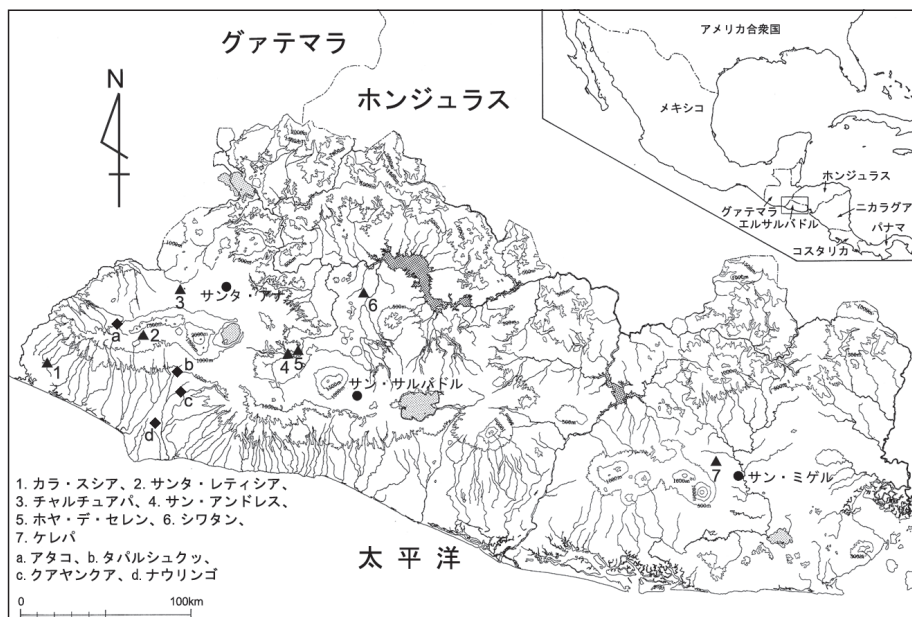 グァテマラ
ホンジュラス
N
アメリカ合衆国
メキシコ
ホンジュラス
グァテマラ
エルサルバドル
ニカラグア
パナマ
コスタリカ
3
サンタ・アナ
6
a
2
1
b
4
5
c
サン・サルバドル
d
7
サン・ミゲル
1. カラ・スシア、2. サンタ・レティシア、
3. チャルチュアパ、4. サン・アンドレス、
5. ホヤ・デ・セレン、6. シワタン、
7. ケレパ
a. アタコ、b. タパルシュクッ、
c. クアヤンクア、d. ナウリンゴ
太平洋
0 100km